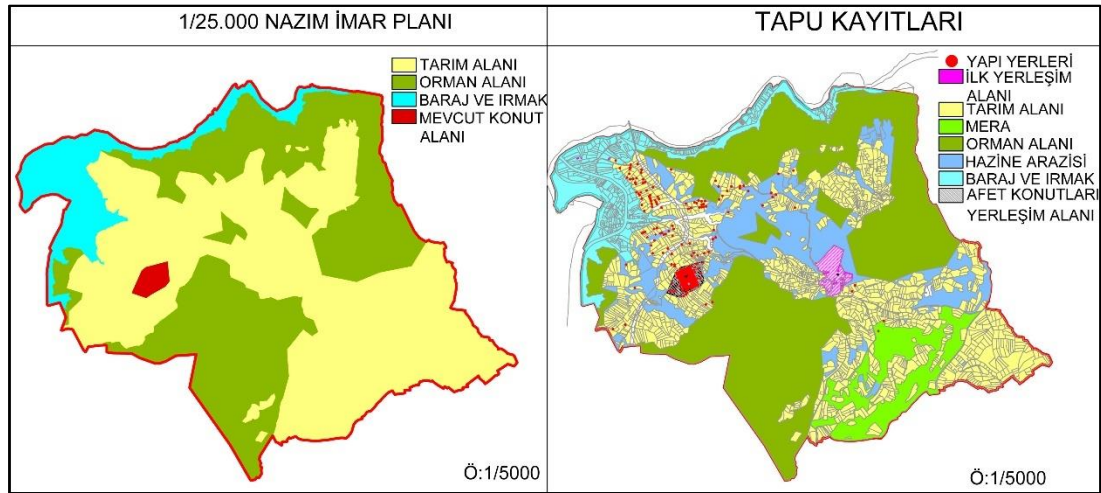 1/25.000 NAZIM İMAR PLANI
TARIM ALANI
ORMAN ALANI
BARAJ VE IRMAK
MEVCUT KONUT
ALANI
Ö:1/5000
TAPU KAYITLARI
YAPI YERLERİ
İLK YERLEŞİM
ALANI
TARIM ALANI
MERA
ORMAN ALANI
HAZİNE ARAZİSİ
BARAJ VE IRMAK
AFET KONUTLARI
YERLEŞİM ALANI
Ö:1/5000